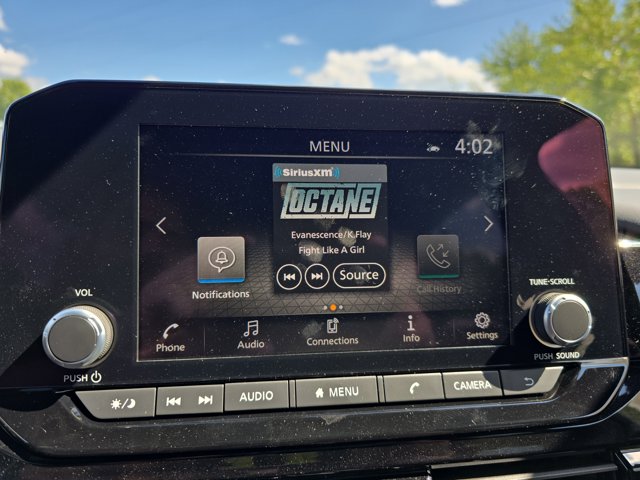 MENU
4:02
SiriusXM
OCTANE
Evanescence/K.Flay
Fight Like A Girl
Source
Notifications
Call History
Phone
Audio
Connections
Info
Settings
VOL
PUSH
TUNE·SCROLL
PUSH SOUND
AUDIO
MENU
CAMERA